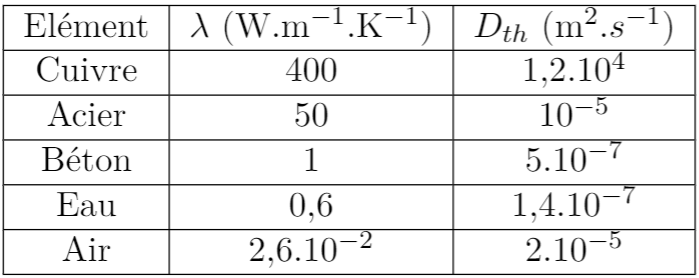 Elément λ (W.m⁻¹.K⁻¹) D_th (m².s⁻¹)
Cuivre 400 1,2.10⁴
Acier 50 10⁻⁵
Béton 1 5.10⁻⁷
Eau 0,6 1,4.10⁻⁷
Air 2,6.10⁻² 2.10⁻⁵